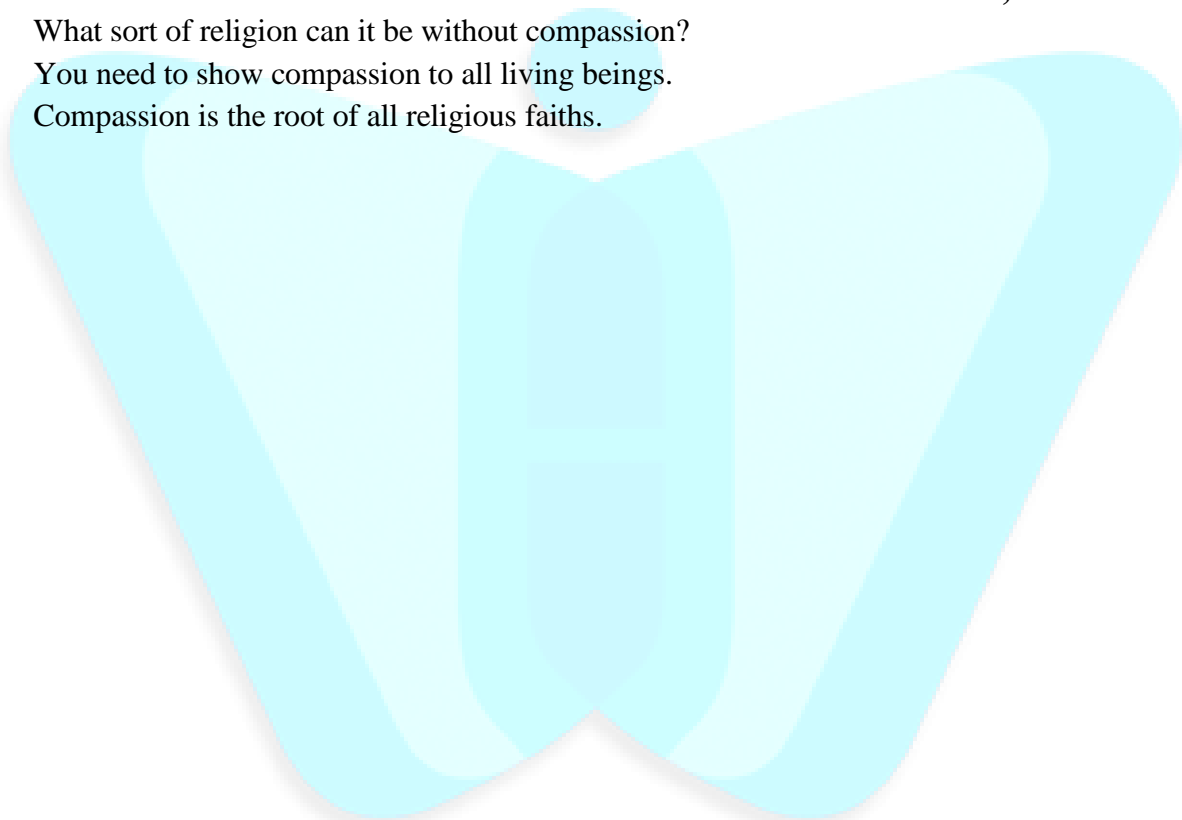 What sort of religion can it be without compassion?
You need to show compassion to all living beings.
Compassion is the root of all religious faiths.